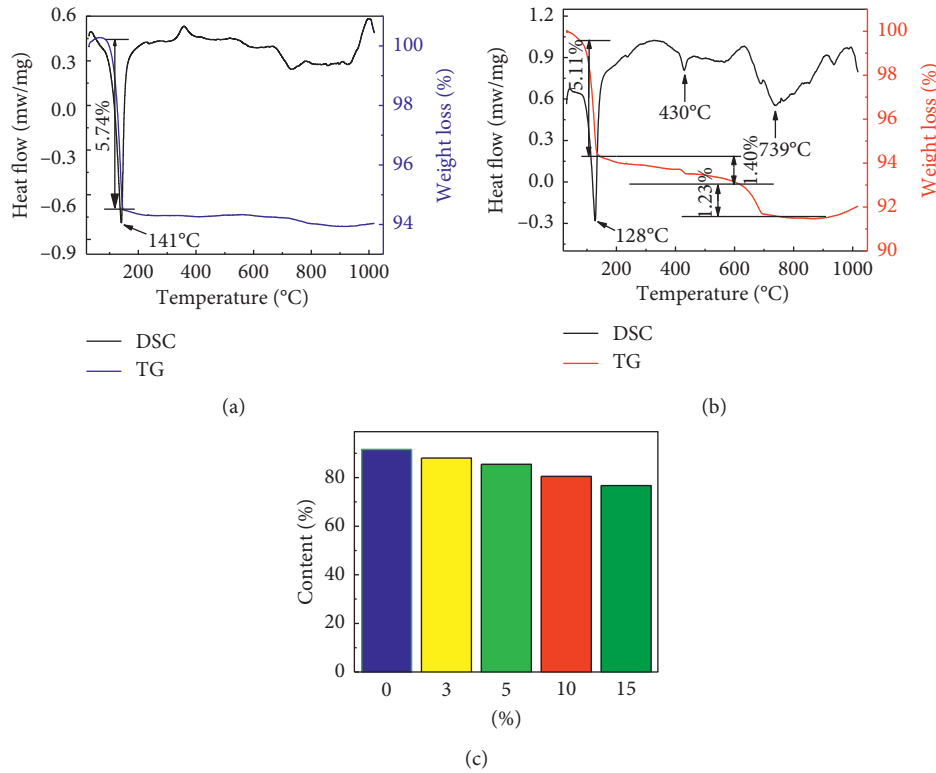 0.6
0.3
0.0
−0.3
−0.6
−0.9
Heat flow (mw/mg)
5.74%
141°C
100
98
96
94
Weight loss (%)
200 400 600 800 1000
Temperature (°C)
DSC
TG
(a)
1.2
0.9
0.6
0.3
0.0
−0.3
Heat flow (mw/mg)
5.11%
430°C
739°C
1.40%
1.23%
128°C
100
98
96
94
92
90
Weight loss (%)
200 400 600 800 1000
Temperature (°C)
DSC
TG
(b)
80
60
40
20
0
Content (%)
0 3 5 10 15
(%)
(c)